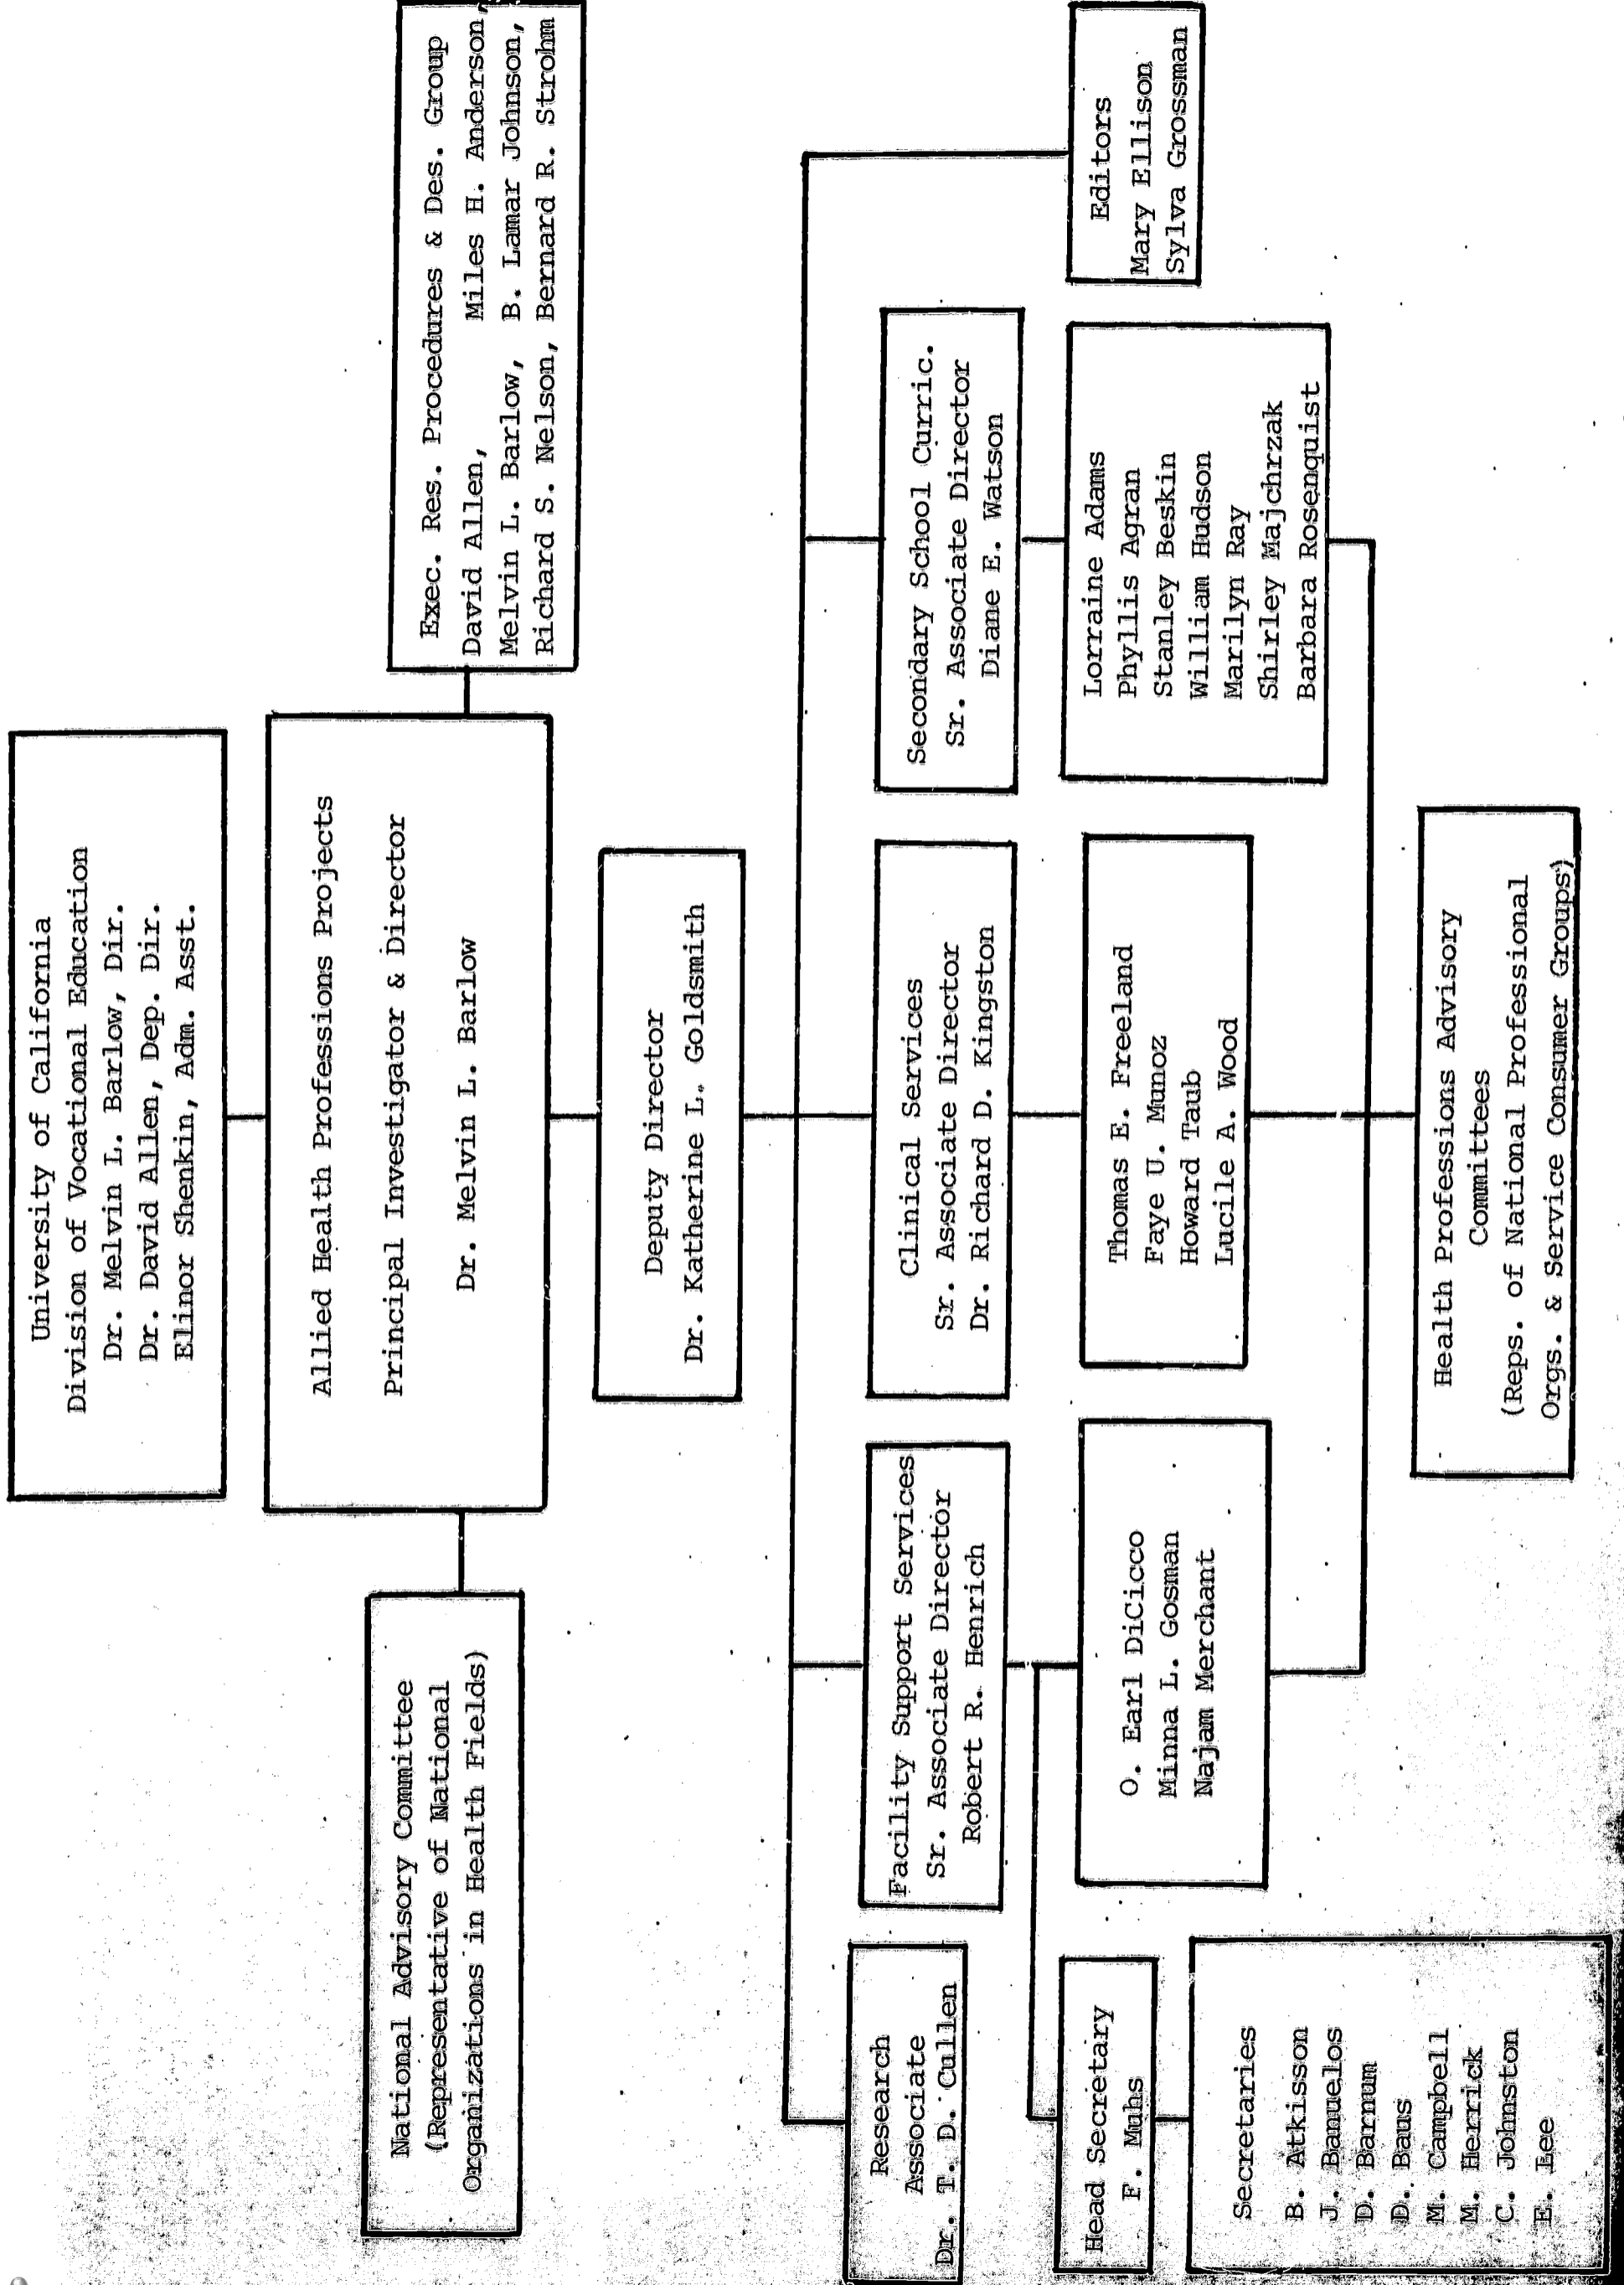 University of California
Division of Vocational Education
Dr. Melvin L. Barlow, Dir.
Dr. David Allen, Dep. Dir.
Elinor Shenkin, Adm. Asst.
National Advisory Committee
(Representative of National
Organizations in Health Fields)
Allied Health Professions Projects
Principal Investigator & Director
Dr. Melvin L. Barlow
Exec. Res. Procedures & Des. Group
David Allen, Miles H. Anderson,
Melvin L. Barlow, B. Lamar Johnson,
Richard S. Nelson, Bernard R. Strohm
Deputy Director
Dr. Katherine L. Goldsmith
Research
Associate
Dr. T. D. Cullen
Facility Support Services
Sr. Associate Director
Robert R. Henrich
Clinical Services
Sr. Associate Director
Dr. Richard D. Kingston
Secondary School Curric.
Sr. Associate Director
Diane E. Watson
Editors
Mary Ellison
Sylva Grossman
Head Secretary
F. Muhs
O. Earl DiCicco
Minna L. Gosman
Najam Merchant
Thomas E. Freeland
Faye U. Munoz
Howard Taub
Lucile A. Wood
Lorraine Adams
Phyllis Agran
Stanley Beskin
William Hudson
Marilyn Ray
Shirley Majchrzak
Barbara Rosenquist
Secretaries
B. Atkisson
J. Banuelos
D. Barnum
D. Baus
M. Campbell
M. Herrick
C. Johnston
E. Lee
Health Professions Advisory
Committees
(Reps. of National Professional
Orgs. & Service Consumer Groups)